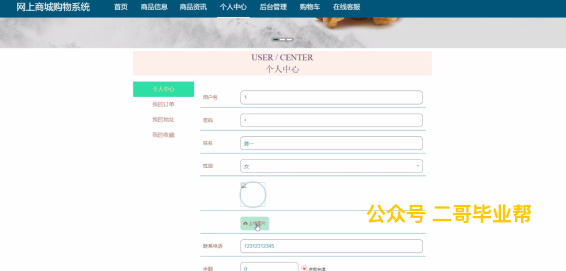 网上商城购物系统 首页 商品信息 商品资讯 个人中心 后台管理 购物车 在线客服
USER / CENTER
个人中心
个人中心
我的订单
我的地址
我的收藏
用户名 1
密码
姓名
性别 女
上传图片
公众号 二哥毕业帮
联系电话 12312312345
余额 0